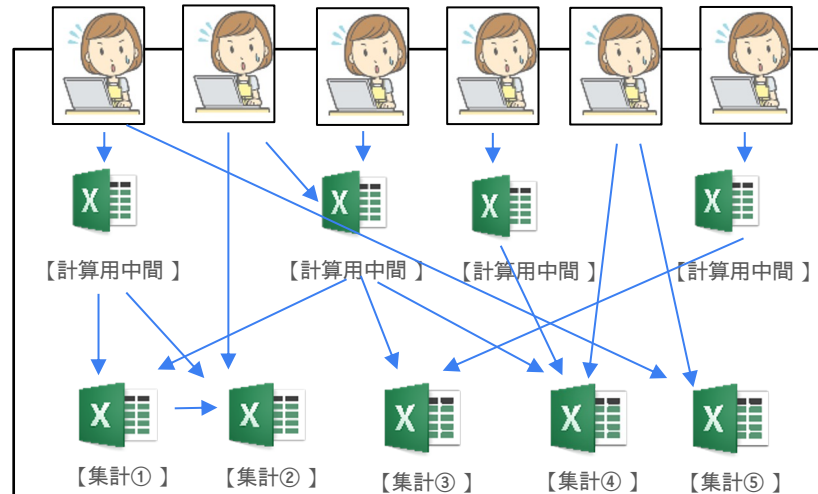 X
X
X
X
【計算用中間 】
【計算用中間 】
【計算用中間 】
【計算用中間 】
X
X
X
X
X
【集計① 】
【集計② 】
【集計③ 】
【集計④ 】
【集計⑤ 】